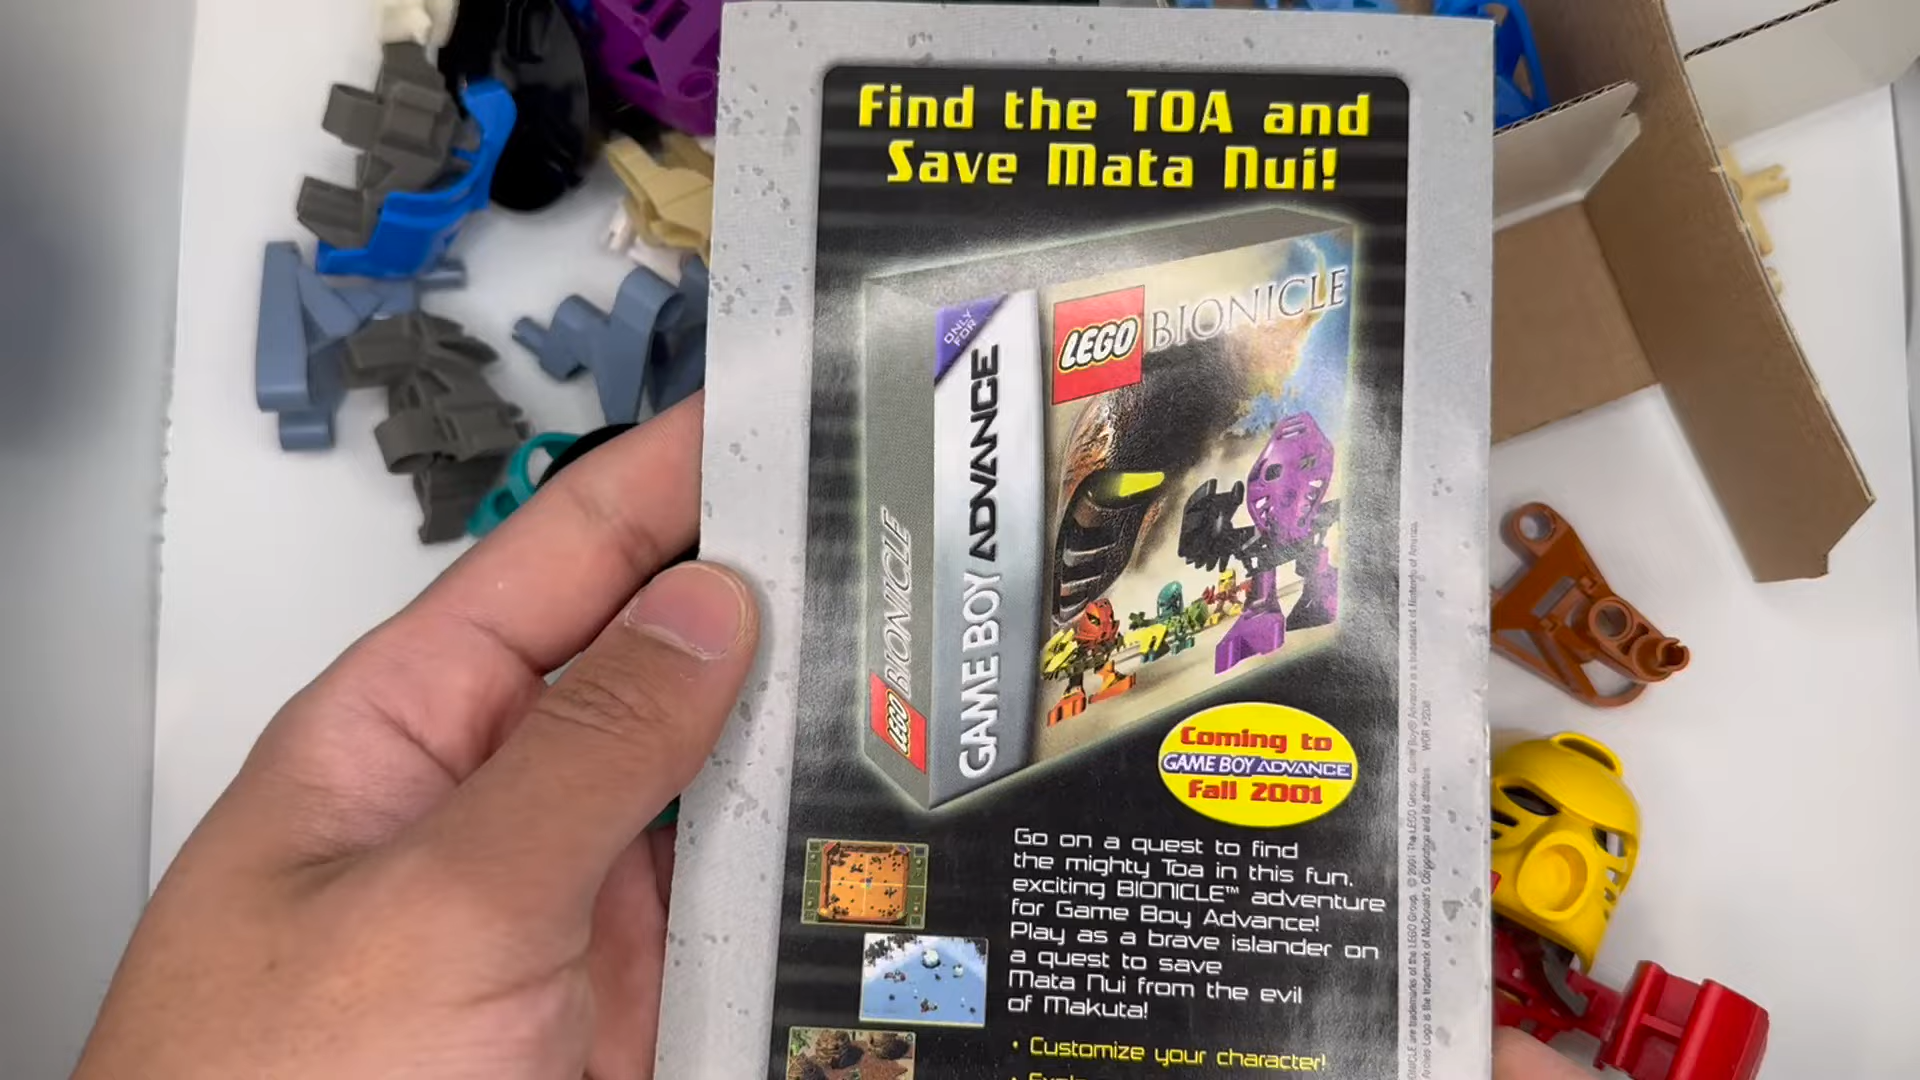 Find the TOA and
Save Mata Nui!
ONLY
FOR
GAME BOY ADVANCE
LEGO BIONICLE
LEGO BIONICLE
Coming to
GAME BOY ADVANCE
Fall 2001
Go on a quest to find
the mighty Toa in this fun,
exciting BIONICLE™ adventure
for Game Boy Advance!
Play as a brave islander on
a quest to save
Mata Nui from the evil
of Makuta!
• Customize your character!